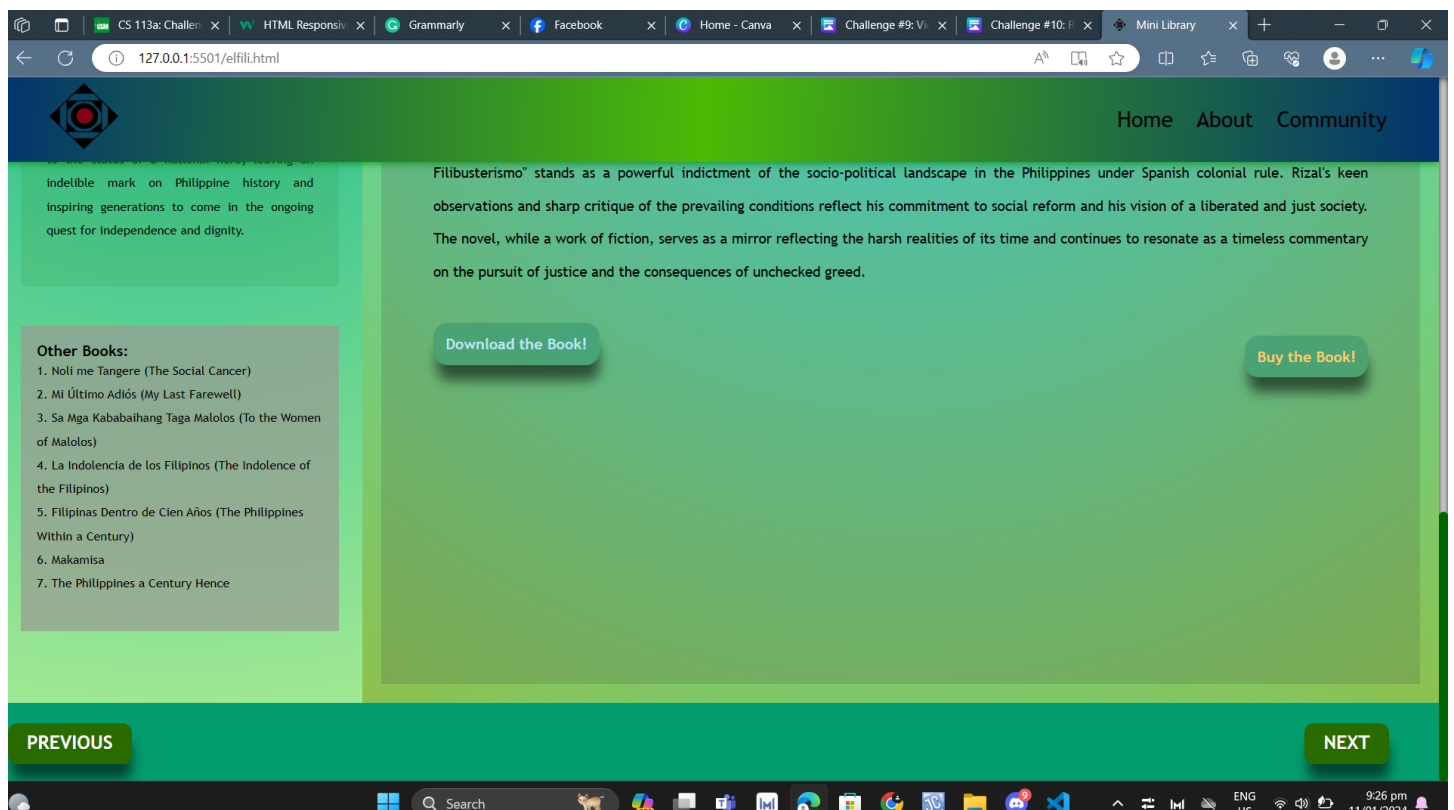 CS 113a: Challen
HTML Responsiv
Grammarly
Facebook
Home - Canva
Challenge #9: Vi
Challenge #10: R
Mini Library
127.0.0.1:5501/elfili.html
Home About Community
indelible mark on Philippine history and
inspiring generations to come in the ongoing
quest for independence and dignity.
Other Books:
1. Noli me Tangere (The Social Cancer)
2. Mi Último Adiós (My Last Farewell)
3. Sa Mga Kababaihang Taga Malolos (To the Women
of Malolos)
4. La Indolencia de los Filipinos (The Indolence of
the Filipinos)
5. Filipinas Dentro de Cien Años (The Philippines
Within a Century)
6. Makamisa
7. The Philippines a Century Hence
Filibusterismo" stands as a powerful indictment of the socio-political landscape in the Philippines under Spanish colonial rule. Rizal's keen
observations and sharp critique of the prevailing conditions reflect his commitment to social reform and his vision of a liberated and just society.
The novel, while a work of fiction, serves as a mirror reflecting the harsh realities of its time and continues to resonate as a timeless commentary
on the pursuit of justice and the consequences of unchecked greed.
Download the Book!
Buy the Book!
PREVIOUS
NEXT
Search
ENG
US
9:26 pm
11/01/2024